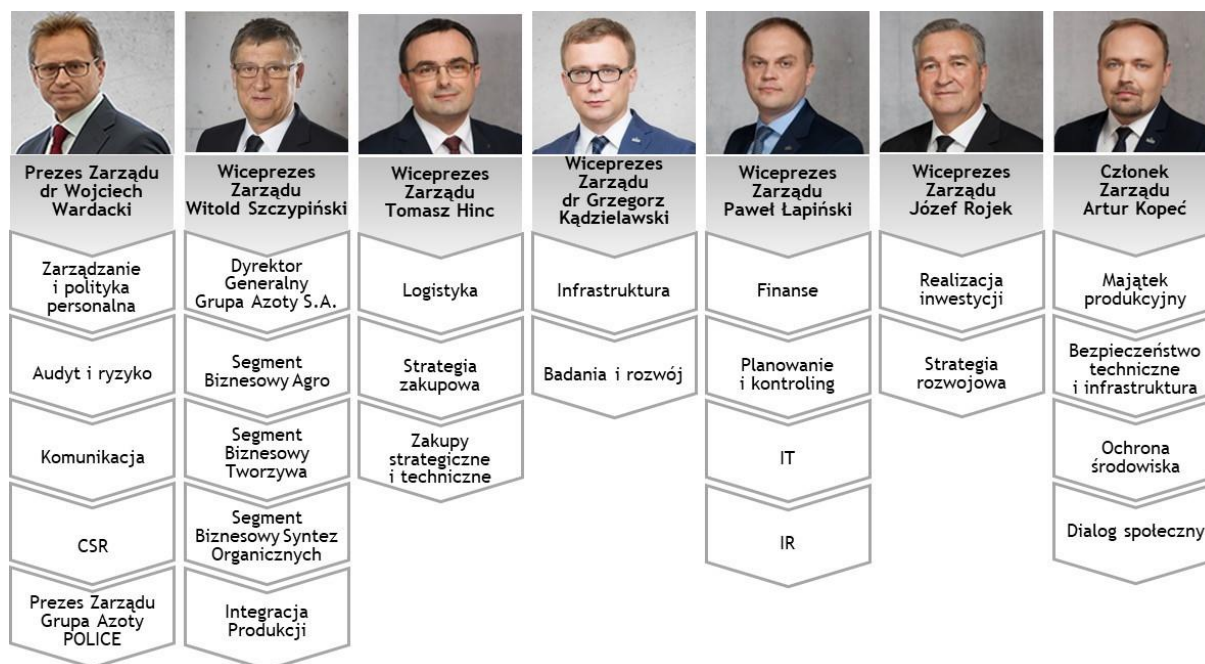 Prezes Zarządu
dr Wojciech
Wardacki
Wiceprezes
Zarządu
Witold Szczypiński
Wiceprezes
Zarządu
Tomasz Hinc
Wiceprezes
Zarządu
dr Grzegorz
Kądzielawski
Wiceprezes
Zarządu
Paweł Łapiński
Wiceprezes
Zarządu
Józef Rojek
Członek
Zarządu
Artur Kopeć
Zarządzanie
i polityka
personalna
Dyrektor
Generalny
Grupa Azoty S.A.
Logistyka
Infrastruktura
Finanse
Realizacja
inwestycji
Majątek
produkcyjny
Audyt i ryzyko
Segment
Biznesowy Agro
Strategia
zakupowa
Badania i rozwój
Planowanie
i kontroling
Strategia
rozwojowa
Bezpieczeństwo
techniczne
i infrastruktura
Komunikacja
Segment
Biznesowy
Tworzywa
Zakupy
strategiczne
i techniczne
IT
Ochrona
środowiska
CSR
Segment
Biznesowy Syntez
Organicznych
IR
Dialog społeczny
Prezes Zarządu
Grupa Azoty
POLICE
Integracja
Produkcji